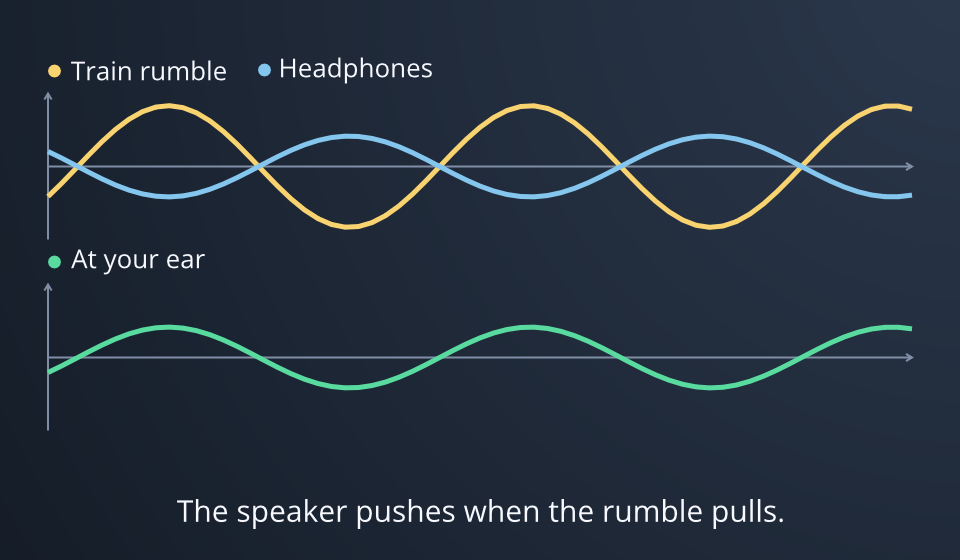 Train rumble Headphones
At your ear
The speaker pushes when the rumble pulls.